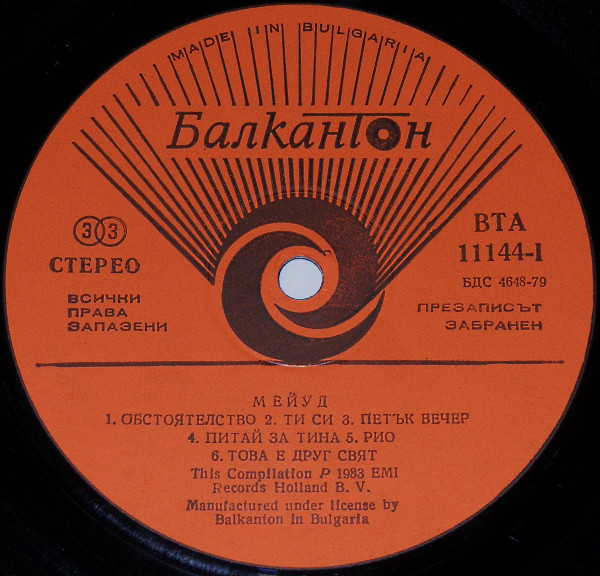 MADE IN BULGARIA
Балкантон
33
СТЕРЕО
ВСИЧКИ
ПРАВА
ЗАПАЗЕНИ
ВТА
11144-I
БДС 4648-79
ПРЕЗАПИСЪТ
ЗАБРАНЕН
МЕЙУД
1. ОБСТОЯТЕЛСТВО 2. ТИ СИ 3. ПЕТЪК ВЕЧЕР
4. ПИТАЙ ЗА ТИНА 5. РИО
6. ТОВА Е ДРУГ СВЯТ
This Compilation P 1983 EMI
Records Holland B. V.
Manufactured under license by
Balkanton in Bulgaria